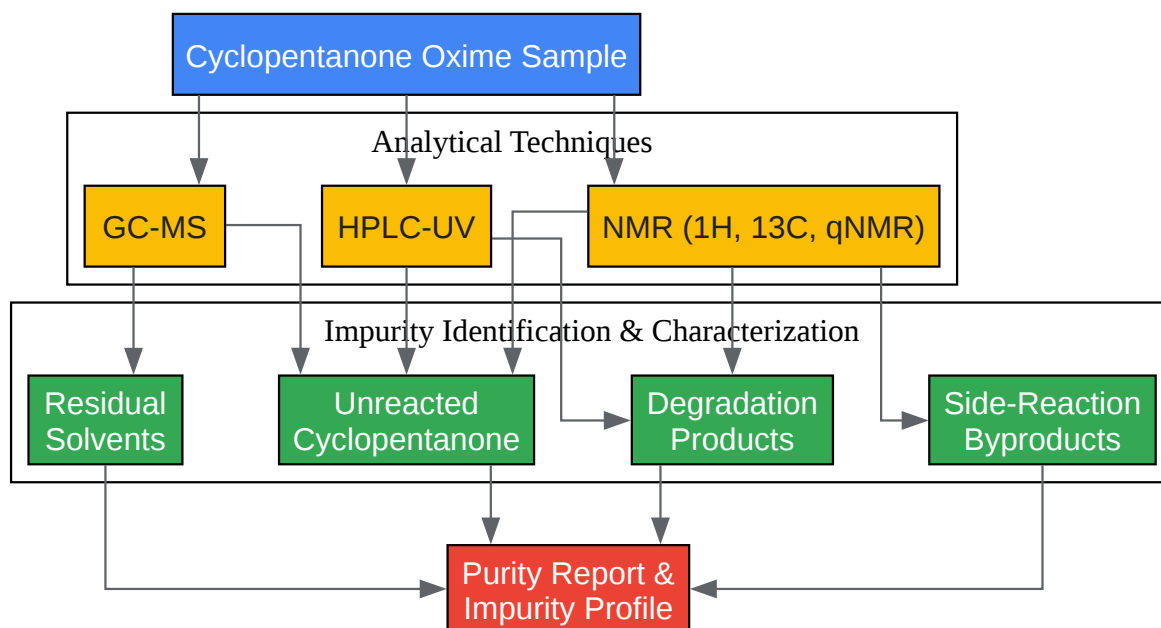 Cyclopentanone Oxime Sample
Analytical Techniques
GC-MS
HPLC-UV
NMR (1H, 13C, qNMR)
Impurity Identification & Characterization
Residual
Solvents
Unreacted
Cyclopentanone
Degradation
Products
Side-Reaction
Byproducts
Purity Report &
Impurity Profile